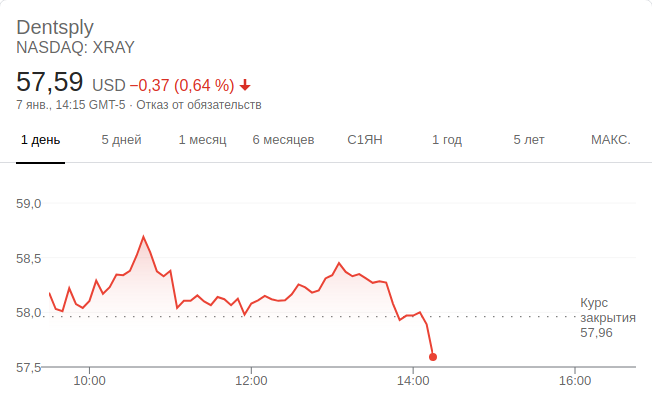 Dentsply
NASDAQ: XRAY
57,59 USD −0,37 (0,64 %)
7 янв., 14:15 GMT-5 · Отказ от обязательств
1 день 5 дней 1 месяц 6 месяцев С1ЯН 1 год 5 лет МАКС.
59,0
58,5
58,0
57,5
Курс
закрытия
57,96
10:00 12:00 14:00 16:00